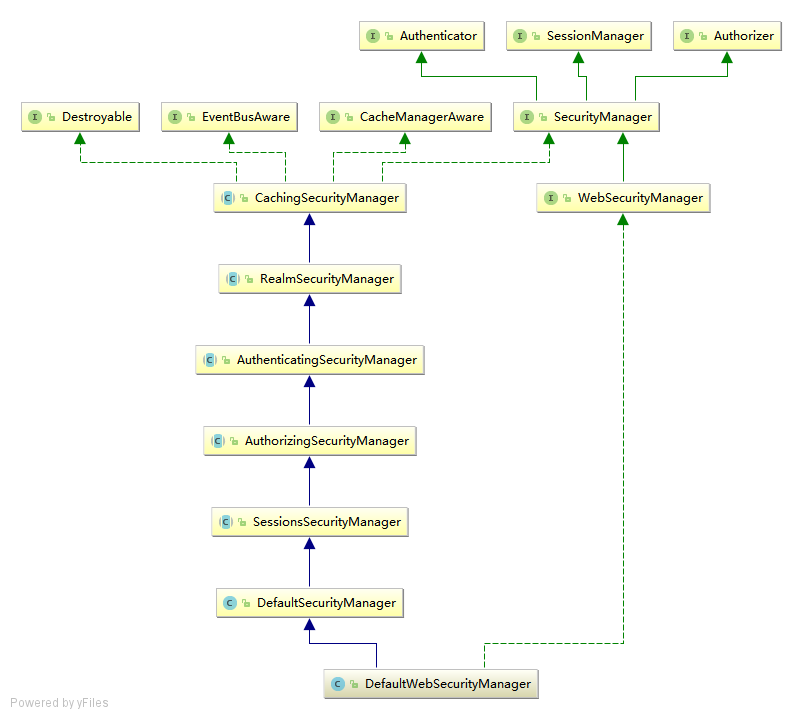 Authenticator
SessionManager
Authorizer
Destroyable
EventBusAware
CacheManagerAware
SecurityManager
CachingSecurityManager
WebSecurityManager
RealmSecurityManager
AuthenticatingSecurityManager
AuthorizingSecurityManager
SessionsSecurityManager
DefaultSecurityManager
DefaultWebSecurityManager
Powered by yFiles